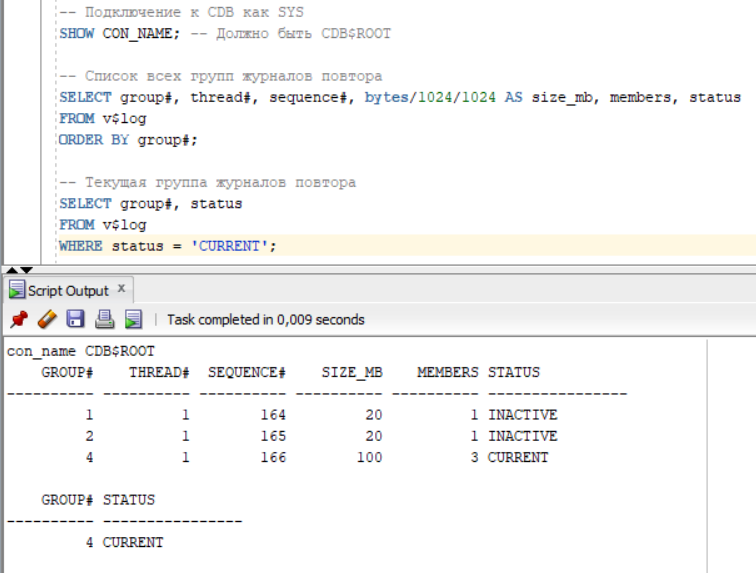 -- Подключение к CDB как SYS
SHOW CON_NAME; -- Должно быть CDB$ROOT
-- Список всех групп журналов повтора
SELECT group#, thread#, sequence#, bytes/1024/1024 AS size_mb, members, status
FROM v$log
ORDER BY group#;
-- Текущая группа журналов повтора
SELECT group#, status
FROM v$log
WHERE status = 'CURRENT';
Script Output x
Task completed in 0,009 seconds
con_name CDB$ROOT
GROUP# THREAD# SEQUENCE# SIZE_MB MEMBERS STATUS
---------- ---------- ---------- ---------- ---------- ----------------
1 1 164 20 1 INACTIVE
2 1 165 20 1 INACTIVE
4 1 166 100 3 CURRENT
GROUP# STATUS
---------- ----------------
4 CURRENT